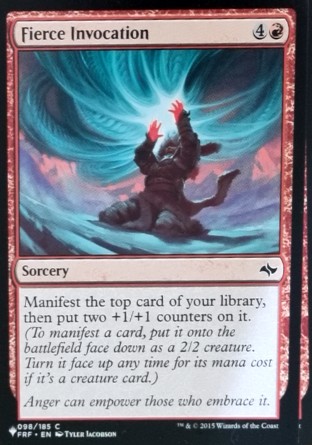 Fierce Invocation 4
Sorcery
Manifest the top card of your library,
then put two +1/+1 counters on it.
(To manifest a card, put it onto the
battlefield face down as a 2/2 creature.
Turn it face up any time for its mana cost
if it's a creature card.)
Anger can empower those who embrace it.
098/185 C
FRF • EN Tyler Jacobson ™ & © 2015 Wizards of the Coast